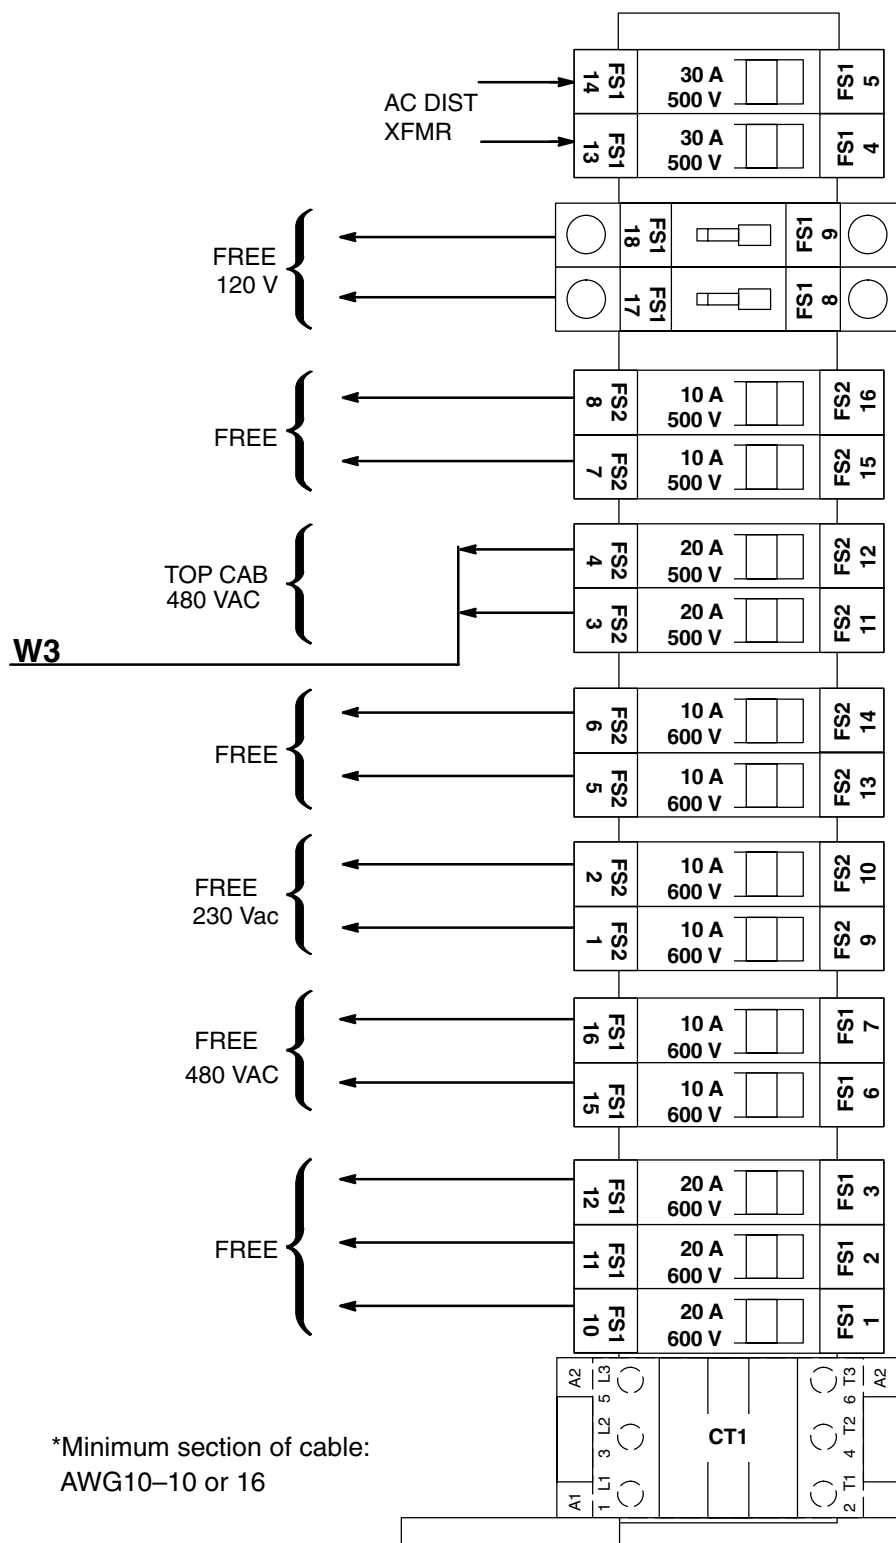 14 FS1 30 A 500 V FS1 5
AC DIST XFMR
13 FS1 30 A 500 V FS1 4
FREE 120 V
18 FS1 FS1 9
17 FS1 FS1 8
FREE
8 FS2 10 A 500 V FS2 16
7 FS2 10 A 500 V FS2 15
TOP CAB 480 VAC
4 FS2 20 A 500 V FS2 12
3 FS2 20 A 500 V FS2 11
W3
FREE
6 FS2 10 A 600 V FS2 14
5 FS2 10 A 600 V FS2 13
FREE 230 Vac
2 FS2 10 A 600 V FS2 10
1 FS2 10 A 600 V FS2 9
FREE 480 VAC
16 FS1 10 A 600 V FS1 7
15 FS1 10 A 600 V FS1 6
FREE
12 FS1 20 A 600 V FS1 3
11 FS1 20 A 600 V FS1 2
10 FS1 20 A 600 V FS1 1
A2 5 L3 6 T3 A2
3 L2 CT1 4 T2
A1 1 L1 2 T1
*Minimum section of cable:
AWG10–10 or 16